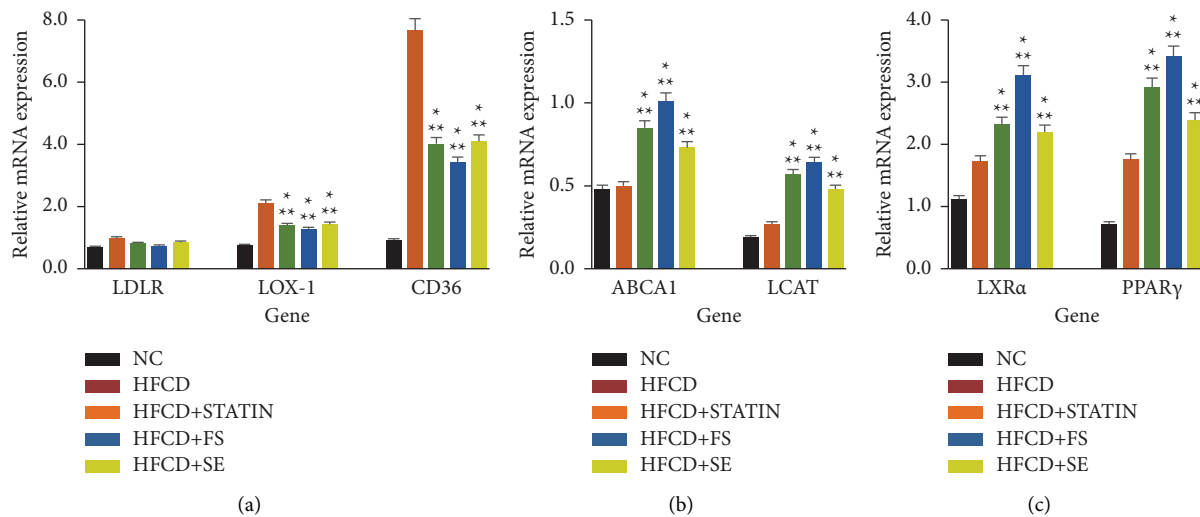 Relative mRNA expression
8.0
6.0
4.0
2.0
0.0
*
**
*
**
*
**
*
**
*
**
*
**
LDLR LOX-1 CD36
Gene
NC
HFCD
HFCD+STATIN
HFCD+FS
HFCD+SE
(a)
Relative mRNA expression
1.5
1.0
0.5
0.0
*
**
*
**
*
**
*
**
*
**
*
**
ABCA1 LCAT
Gene
NC
HFCD
HFCD+STATIN
HFCD+FS
HFCD+SE
(b)
Relative mRNA expression
4.0
3.0
2.0
1.0
0.0
*
**
*
**
*
**
*
**
*
**
*
**
LXRα PPARγ
Gene
NC
HFCD
HFCD+STATIN
HFCD+FS
HFCD+SE
(c)